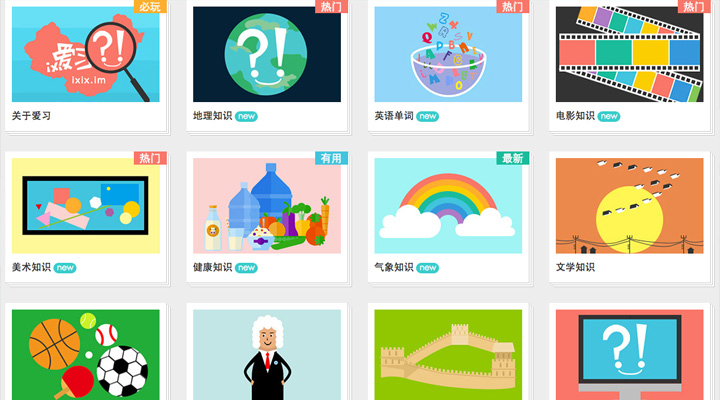 必玩
爱习
ixix
?!
ixix.im
关于爱习
热门
?!
地理知识 new
热门
英语单词 new
热门
电影知识 new
热门
美术知识 new
有用
健康知识 new
最新
气象知识 new
文学知识
?!